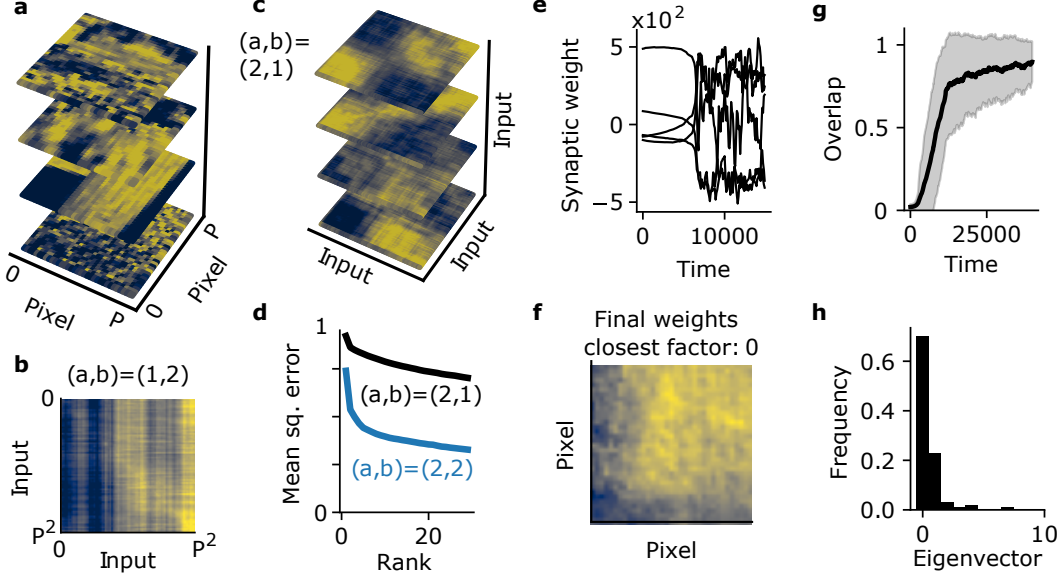 a
P
0
Pixel
0
Pixel
P
b
(a,b)=(1,2)
0
Input
P²
0
Input
P²
c
(a,b)=
(2,1)
Input
Input
Input
d
1
Mean sq. error
(a,b)=(2,1)
(a,b)=(2,2)
0
0
20
Rank
e
×10²
5
Synaptic weight
0
−5
0
10000
Time
f
Final weights
closest factor: 0
Pixel
Pixel
g
1
Overlap
0.5
0
0
25000
Time
h
0.6
Frequency
0.4
0.2
0.0
0
10
Eigenvector